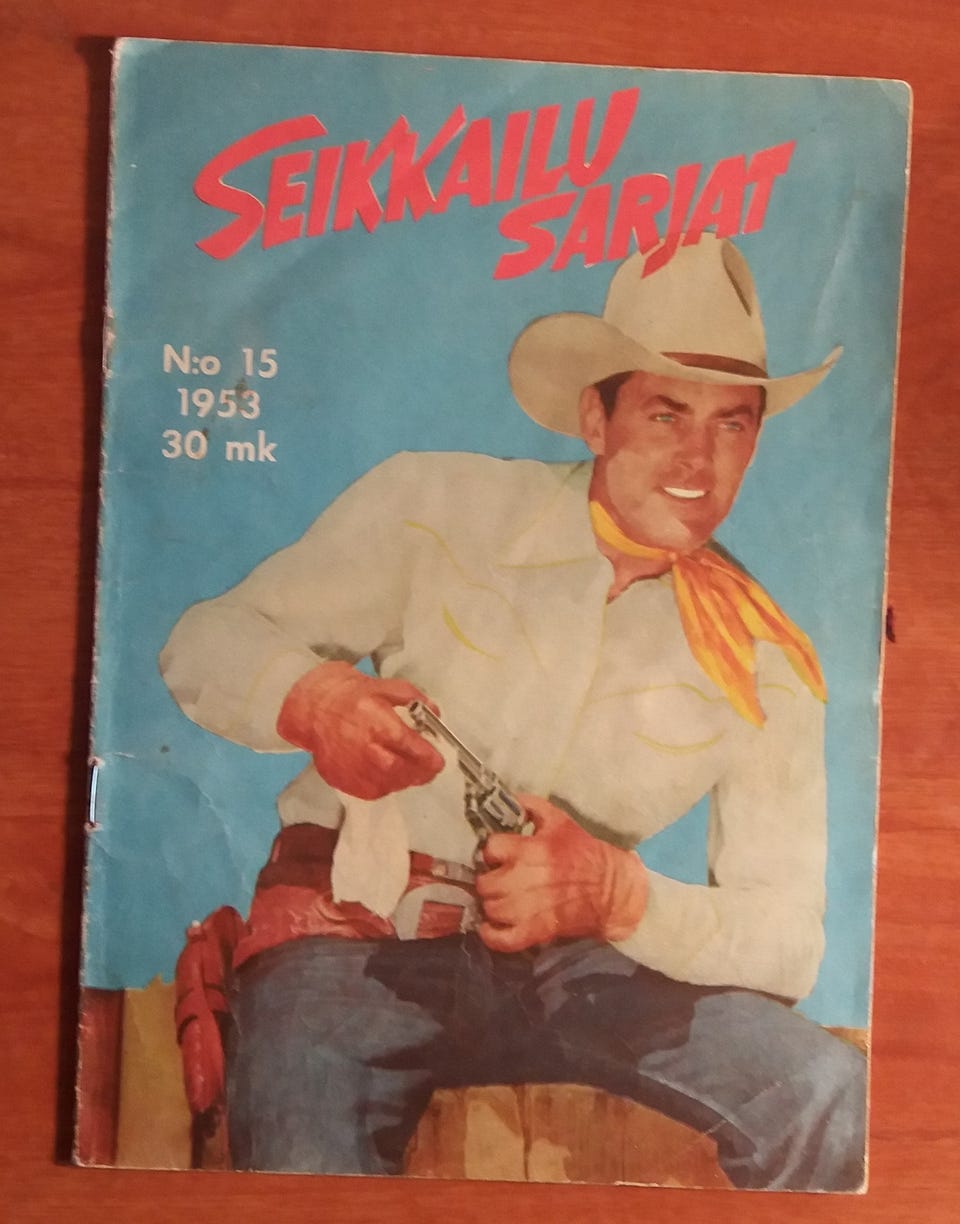 SEIKKAILU
SARJAT
N:o 15
1953
30 mk